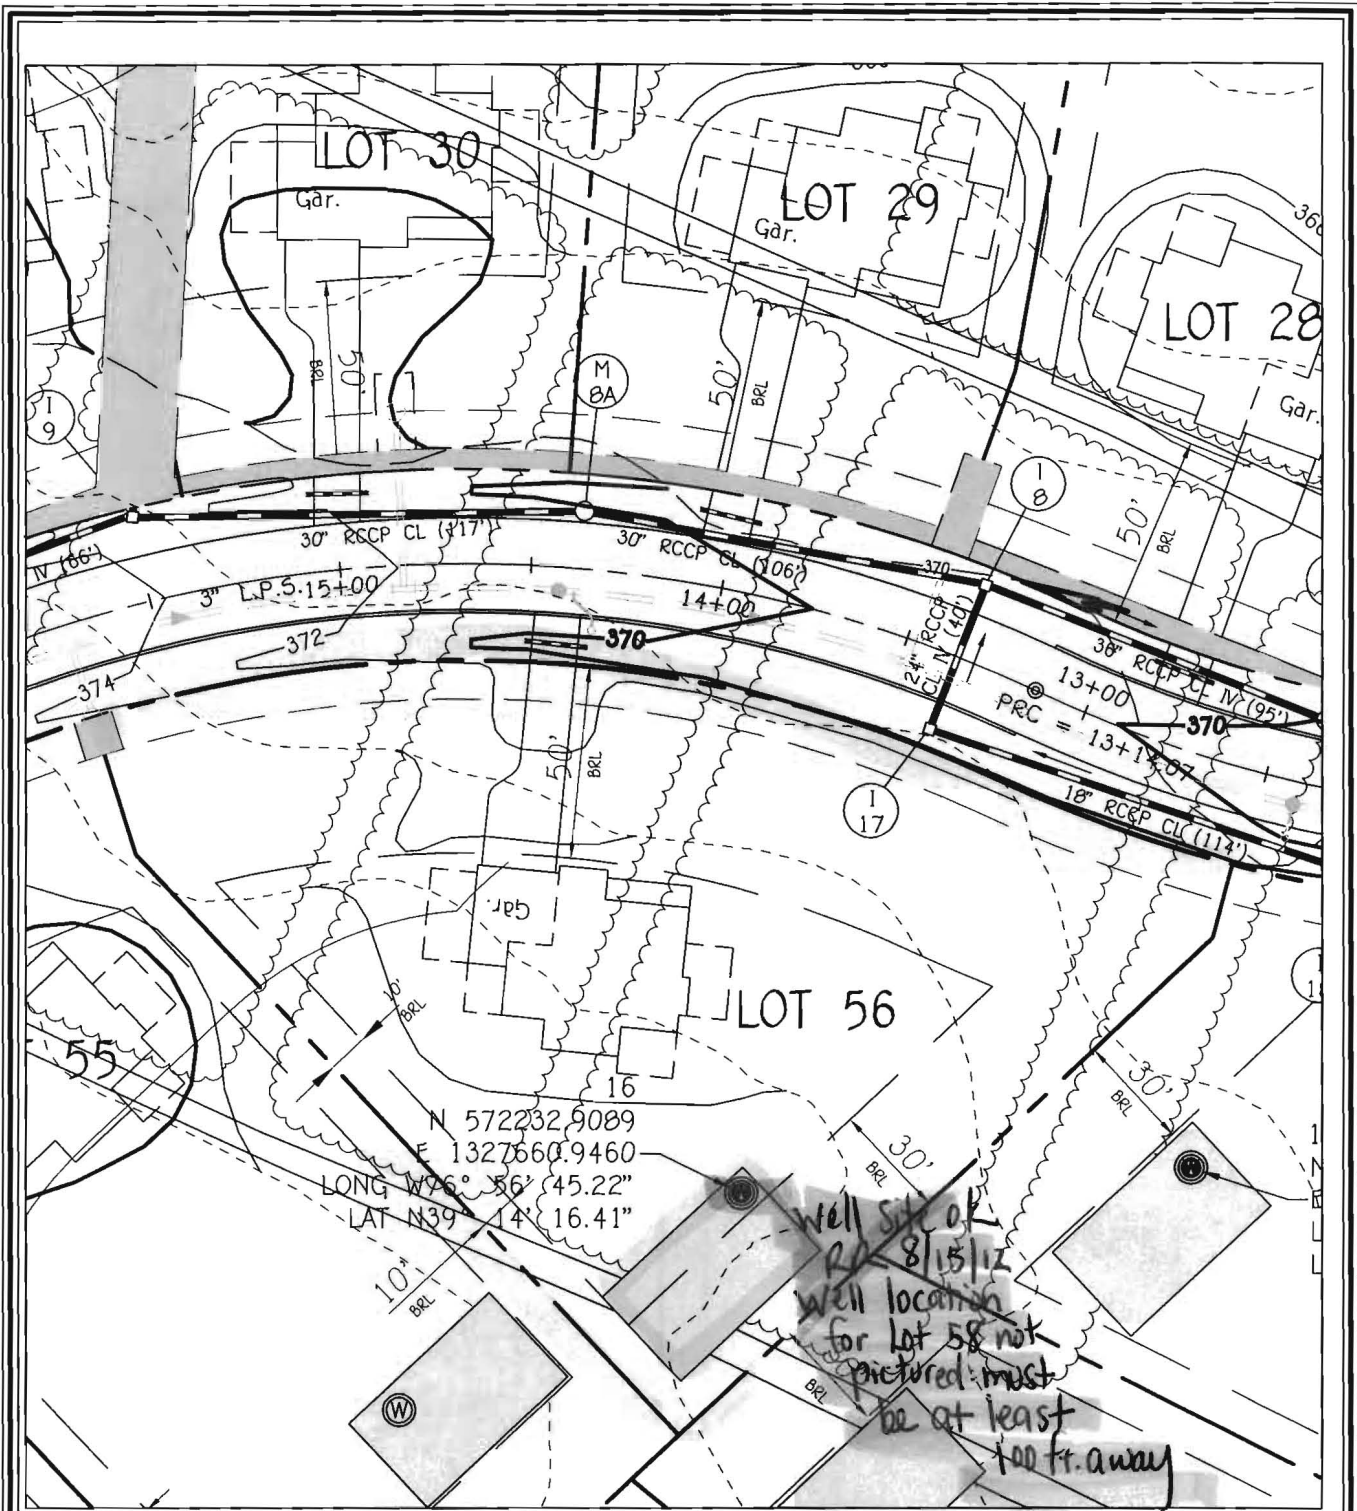 366
LOT 30
Gar.
LOT 29
Gar.
366
LOT 28
Gar.
50'
BRL
50'
BRL
50'
BRL
M
8A
I
9
I
8
30" RCCP CL (117')
30" RCCP CL (106')
IV (66')
3" L.P.S.
15+00
14+00
370
24" RCCP
CL IV (40')
372
370
374
36" RCCP CL IV (95')
13+00
PRC = 13+14.07
370
18" RCCP CL (114')
I
17
50'
BRL
Gar.
10'
BRL
LOT 56
55
16
N 572232.9089
E 1327660.9460
LONG W76° 56' 45.22"
LAT N39° 14' 16.41"
30'
BRL
30'
BRL
10'
BRL
W
BRL
Well Site ok
8/15/12
Well location
for Lot 58 not
pictured must
be at least
100 ft. away